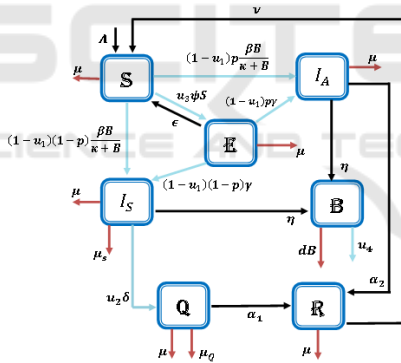 ν
Λ
(1 − u₁)p βB/(κ + B)
μ
𝕊
I_A
μ
u₃ψS
(1 − u₁)pγ
ϵ
(1 − u₁)(1 − p) βB/(κ + B)
𝔼
μ
η
(1 − u₁)(1 − p)γ
μ
I_S
η
𝔹
μ_s
dB
u₄
u₂δ
α₂
ℚ
α₁
ℝ
μ
μ_Q
μ